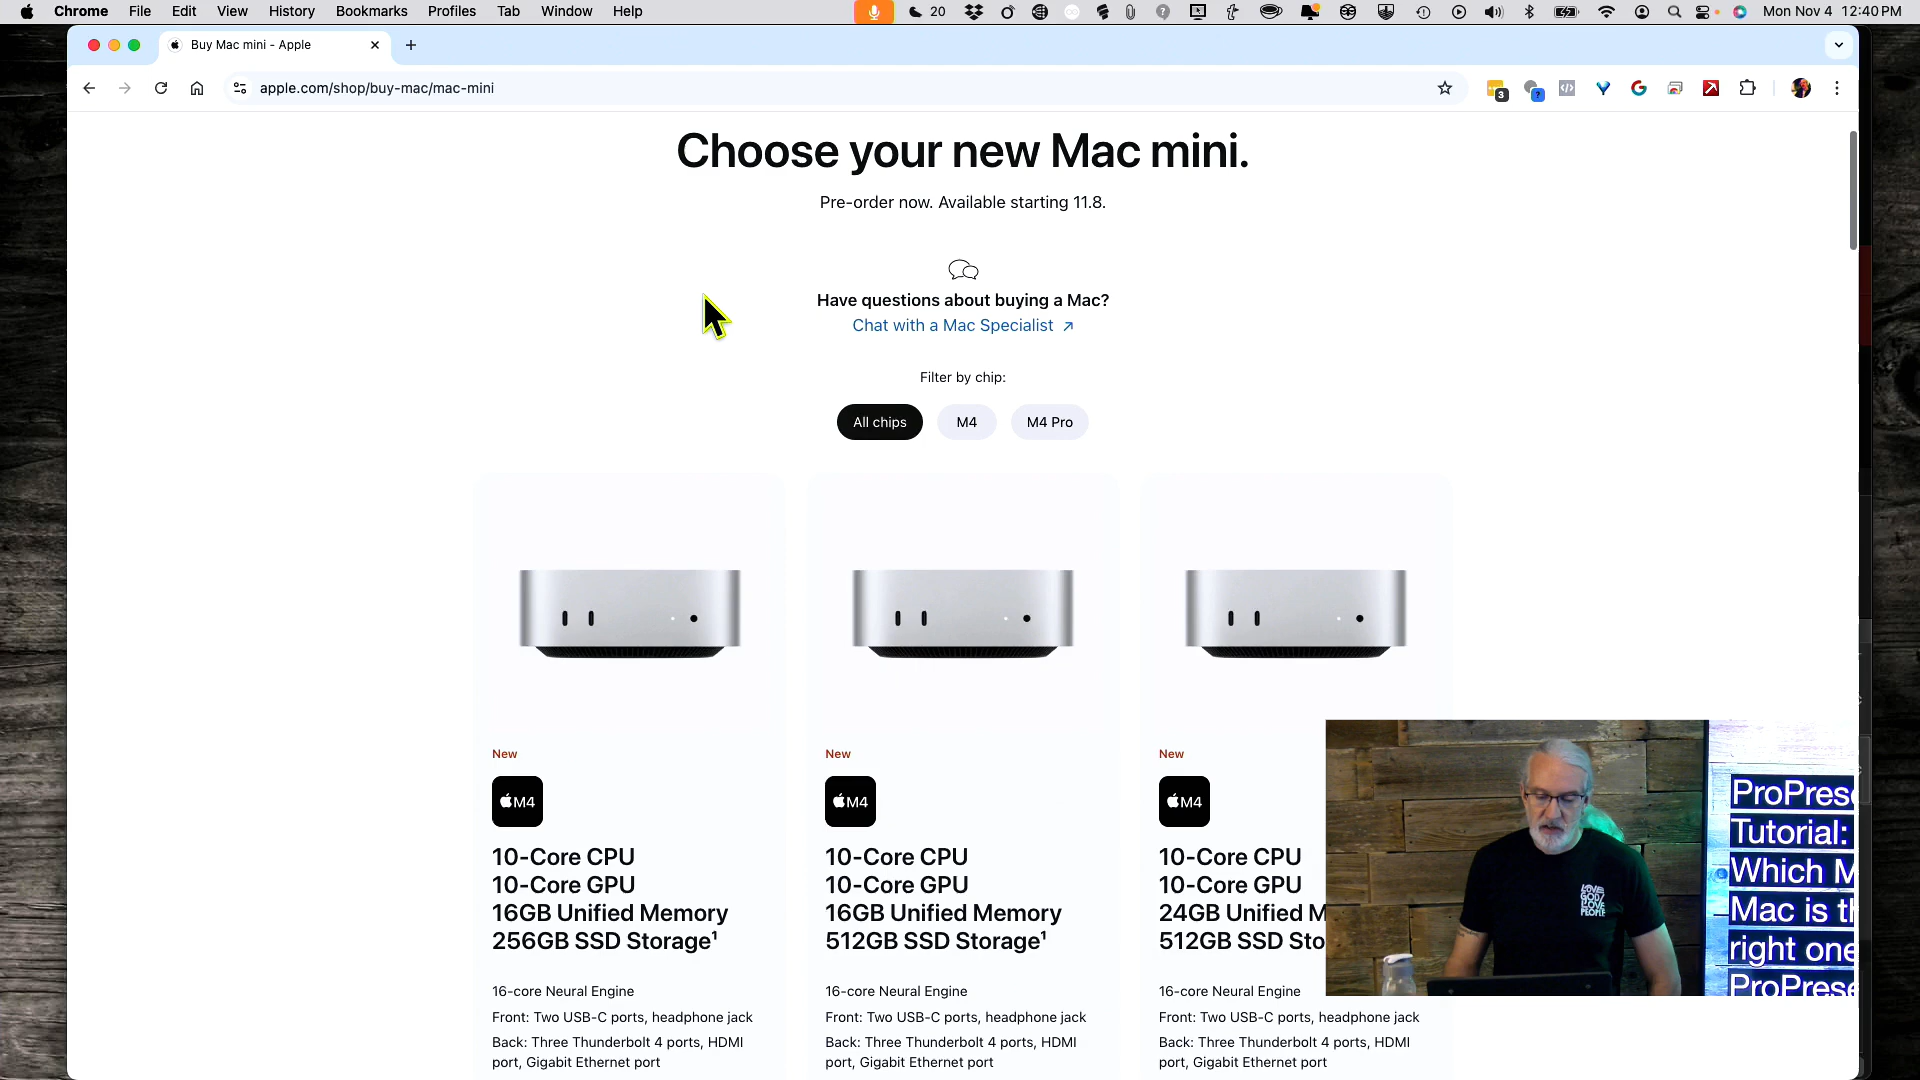 Chrome File Edit View History Bookmarks Profiles Tab Window Help 20 Mon Nov 4 12:40 PM
Buy Mac mini - Apple
apple.com/shop/buy-mac/mac-mini
3
Choose your new Mac mini.
Pre-order now. Available starting 11.8.
Have questions about buying a Mac?
Chat with a Mac Specialist ↗
Filter by chip:
All chips M4 M4 Pro
New
M4
10-Core CPU
10-Core GPU
16GB Unified Memory
256GB SSD Storage¹
16-core Neural Engine
Front: Two USB-C ports, headphone jack
Back: Three Thunderbolt 4 ports, HDMI
port, Gigabit Ethernet port
New
M4
10-Core CPU
10-Core GPU
16GB Unified Memory
512GB SSD Storage¹
16-core Neural Engine
Front: Two USB-C ports, headphone jack
Back: Three Thunderbolt 4 ports, HDMI
port, Gigabit Ethernet port
New
M4
10-Core CPU
10-Core GPU
24GB Unified M
512GB SSD Sto
16-core Neural Engine
Front: Two USB-C ports, headphone jack
Back: Three Thunderbolt 4 ports, HDMI
port, Gigabit Ethernet port
LOVE
GOD
LOVE
PEOPLE
ProPrese
Tutorial:
Which M
Mac is th
right one
ProPrese